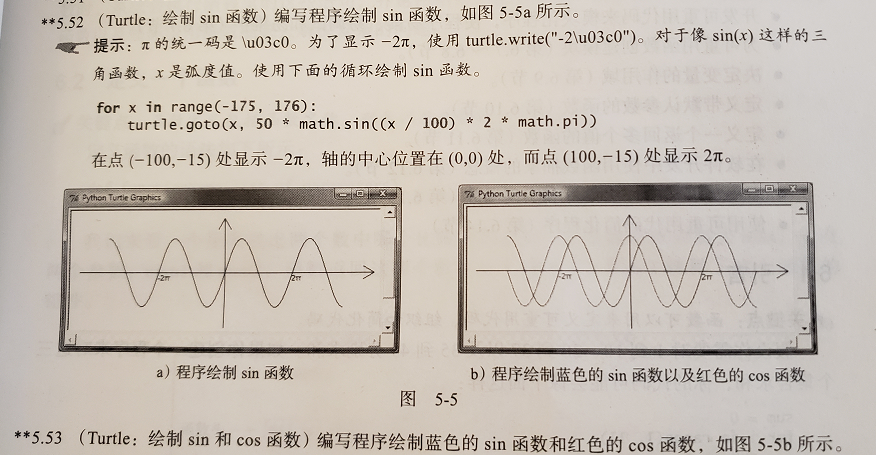 **5.52 （Turtle：绘制 sin 函数）编写程序绘制 sin 函数，如图 5-5a 所示。
提示：π 的统一码是 \u03c0。为了显示 −2π，使用 turtle.write("-2\u03c0")。对于像 sin(x) 这样的三
角函数，x 是弧度值。使用下面的循环绘制 sin 函数。
for x in range(-175, 176):
turtle.goto(x, 50 * math.sin((x / 100) * 2 * math.pi))
在点 (−100,−15) 处显示 −2π，轴的中心位置在 (0,0) 处，而点 (100,−15) 处显示 2π。
Python Turtle Graphics
-2π
2π
Python Turtle Graphics
-2π
2π
a）程序绘制 sin 函数
b）程序绘制蓝色的 sin 函数以及红色的 cos 函数
图 5-5
**5.53 （Turtle：绘制 sin 和 cos 函数）编写程序绘制蓝色的 sin 函数和红色的 cos 函数，如图 5-5b 所示。